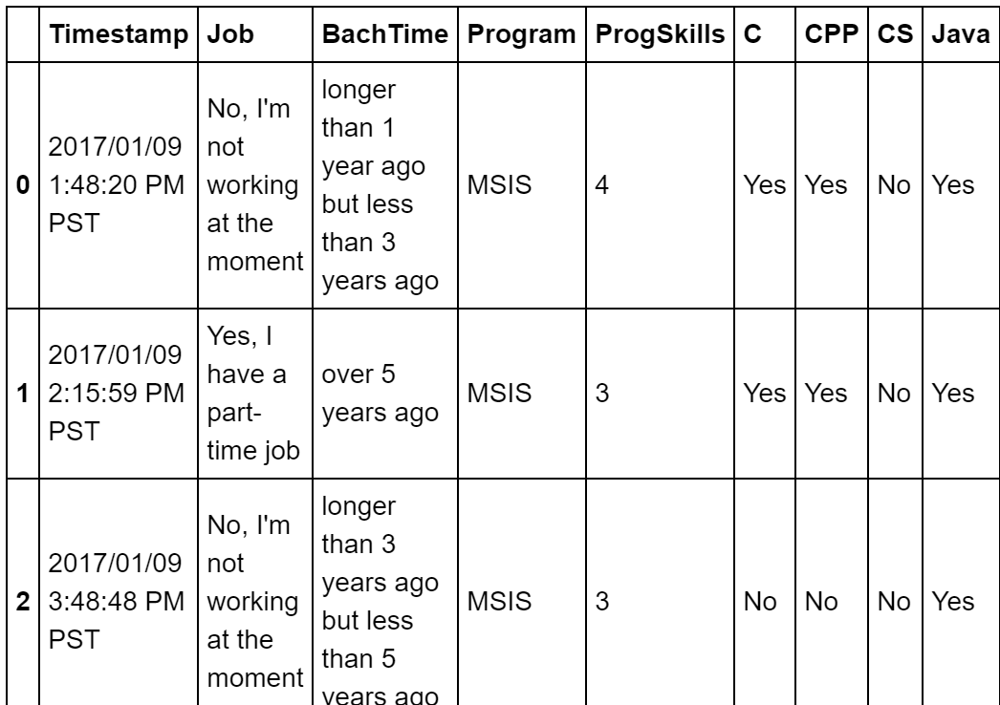 Timestamp Job BachTime Program ProgSkills C CPP CS Java
0 2017/01/09 1:48:20 PM PST No, I'm not working at the moment longer than 1 year ago but less than 3 years ago MSIS 4 Yes Yes No Yes
1 2017/01/09 2:15:59 PM PST Yes, I have a part-time job over 5 years ago MSIS 3 Yes Yes No Yes
2 2017/01/09 3:48:48 PM PST No, I'm not working at the moment longer than 3 years ago but less than 5 years ago MSIS 3 No No No Yes